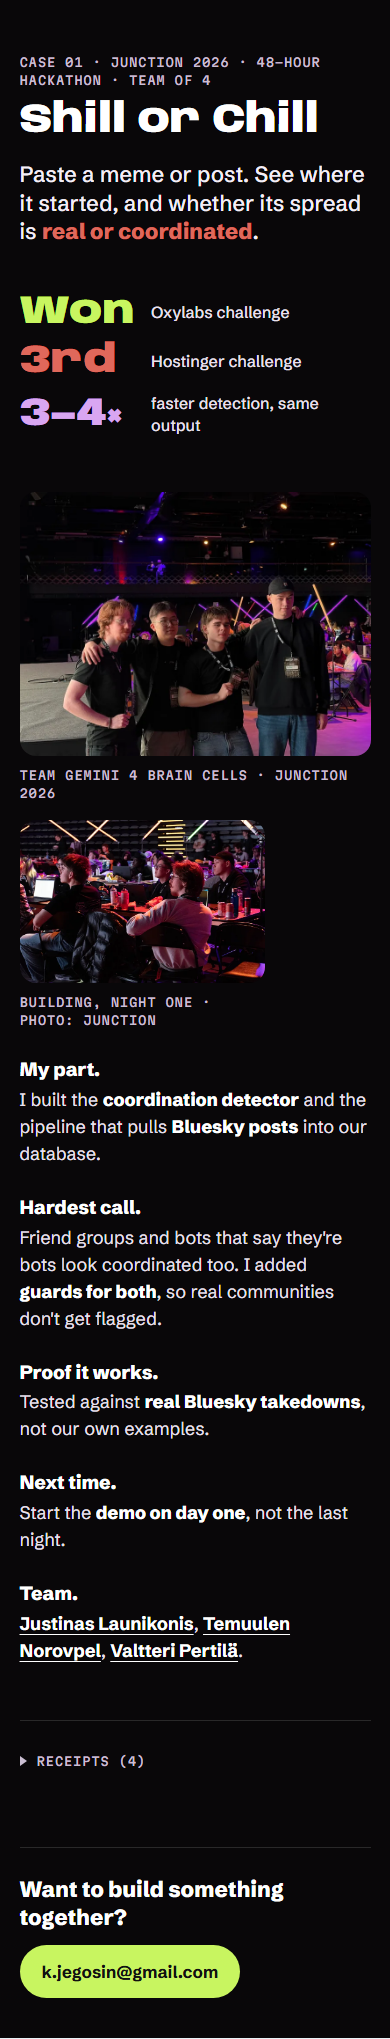 CASE 01 · JUNCTION 2026 · 48-HOUR
HACKATHON · TEAM OF 4
Shill or Chill
Paste a meme or post. See where
it started, and whether its spread
is real or coordinated.
Won Oxylabs challenge
3rd Hostinger challenge
3–4× faster detection, same
output
TEAM GEMINI 4 BRAIN CELLS · JUNCTION
2026
BUILDING, NIGHT ONE ·
PHOTO: JUNCTION
My part.
I built the coordination detector and the
pipeline that pulls Bluesky posts into our
database.
Hardest call.
Friend groups and bots that say they're
bots look coordinated too. I added
guards for both, so real communities
don't get flagged.
Proof it works.
Tested against real Bluesky takedowns,
not our own examples.
Next time.
Start the demo on day one, not the last
night.
Team.
Justinas Launikonis, Temuulen
Norovpel, Valtteri Pertilä.
RECEIPTS (4)
Want to build something
together?
k.jegosin@gmail.com